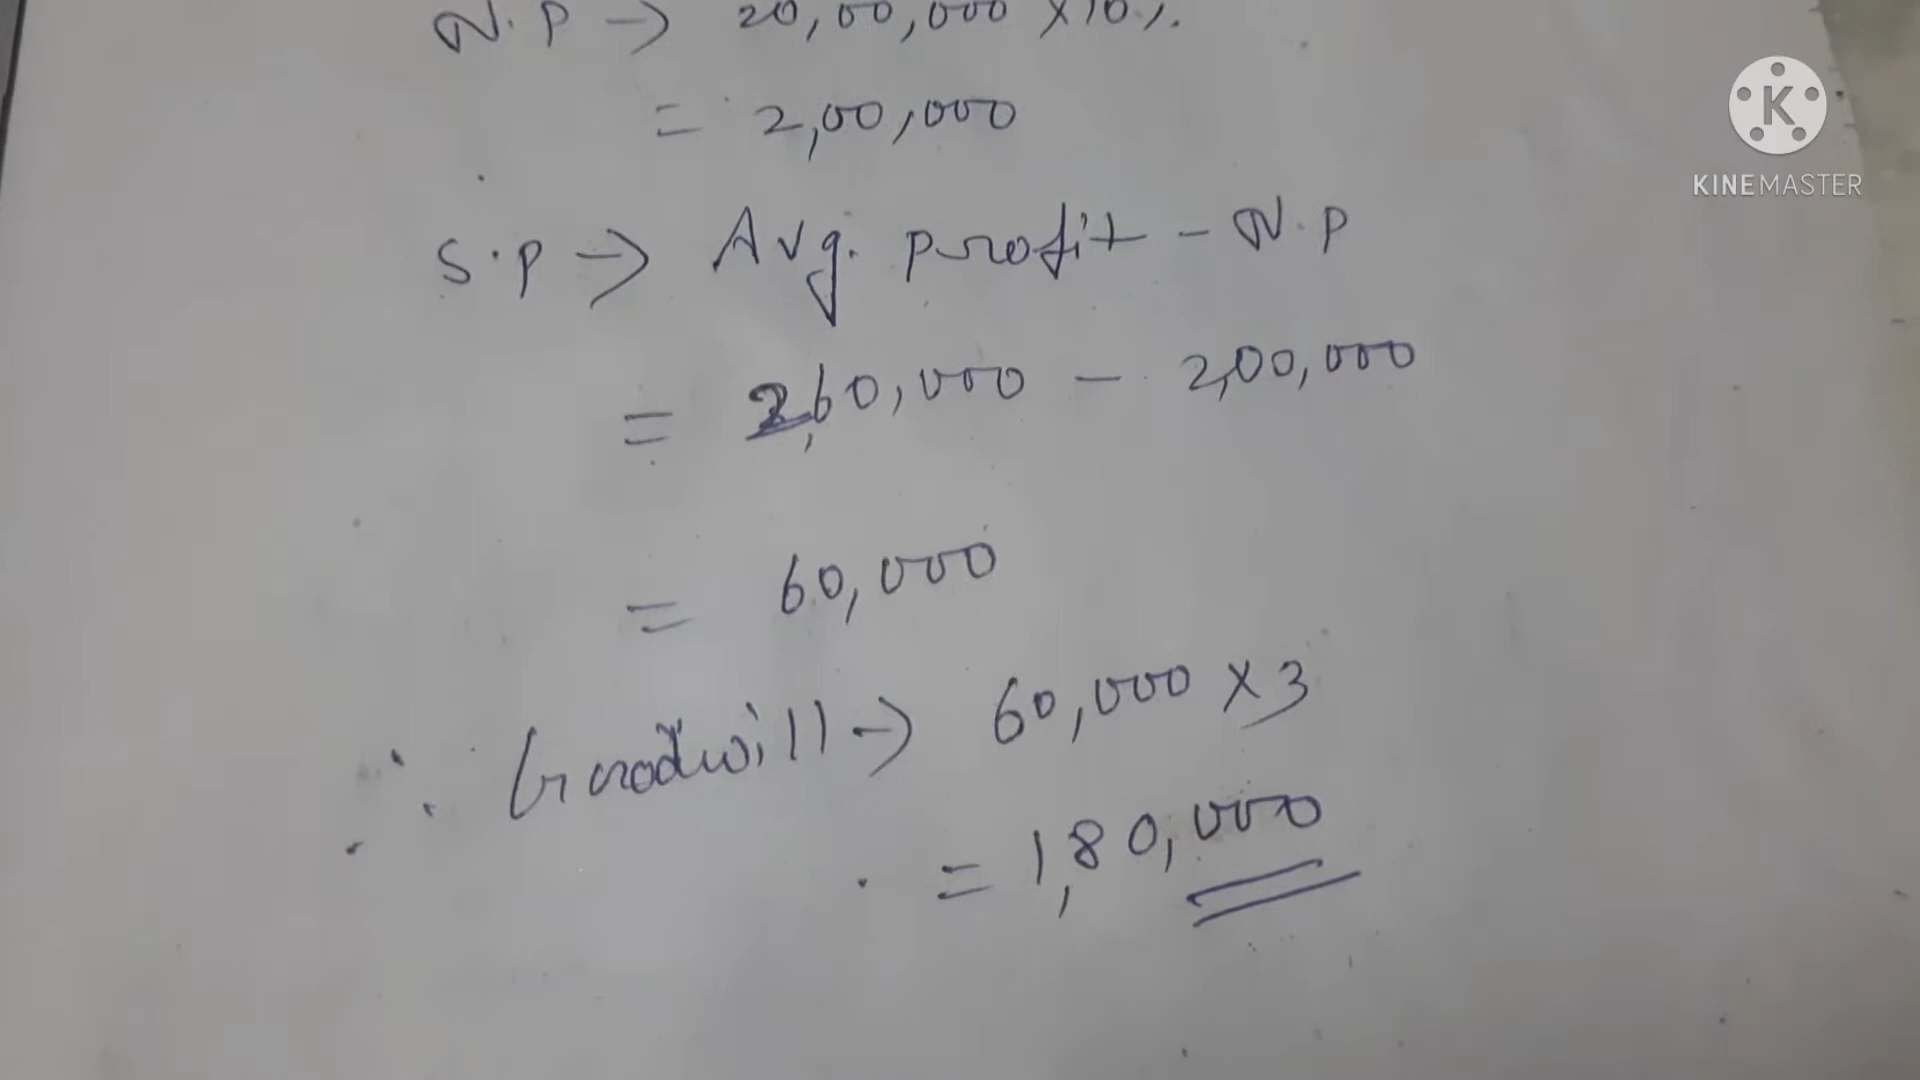 N.P → 20,00,000 X 10%.
= 2,00,000
S.P → Avg. profit - N.P
= 2,60,000 - 2,00,000
= 60,000
∴ Goodwill → 60,000 X 3
= 1,80,000
K
KINEMASTER